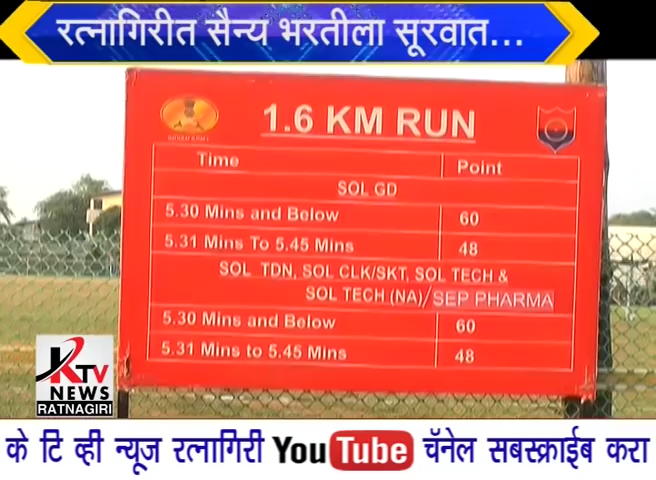 रत्नागिरीत सैन्य भरतीला सूरवात...
1.6 KM RUN
Time Point
SOL GD
5.30 Mins and Below 60
5.31 Mins To 5.45 Mins 48
SOL TDN, SOL CLK/SKT, SOL TECH &
SOL TECH (NA)/SEP PHARMA
5.30 Mins and Below 60
5.31 Mins to 5.45 Mins 48
KTV
NEWS
RATNAGIRI
के टि व्ही न्यूज रत्नागिरी YouTube चॅनेल सबस्क्राईब करा